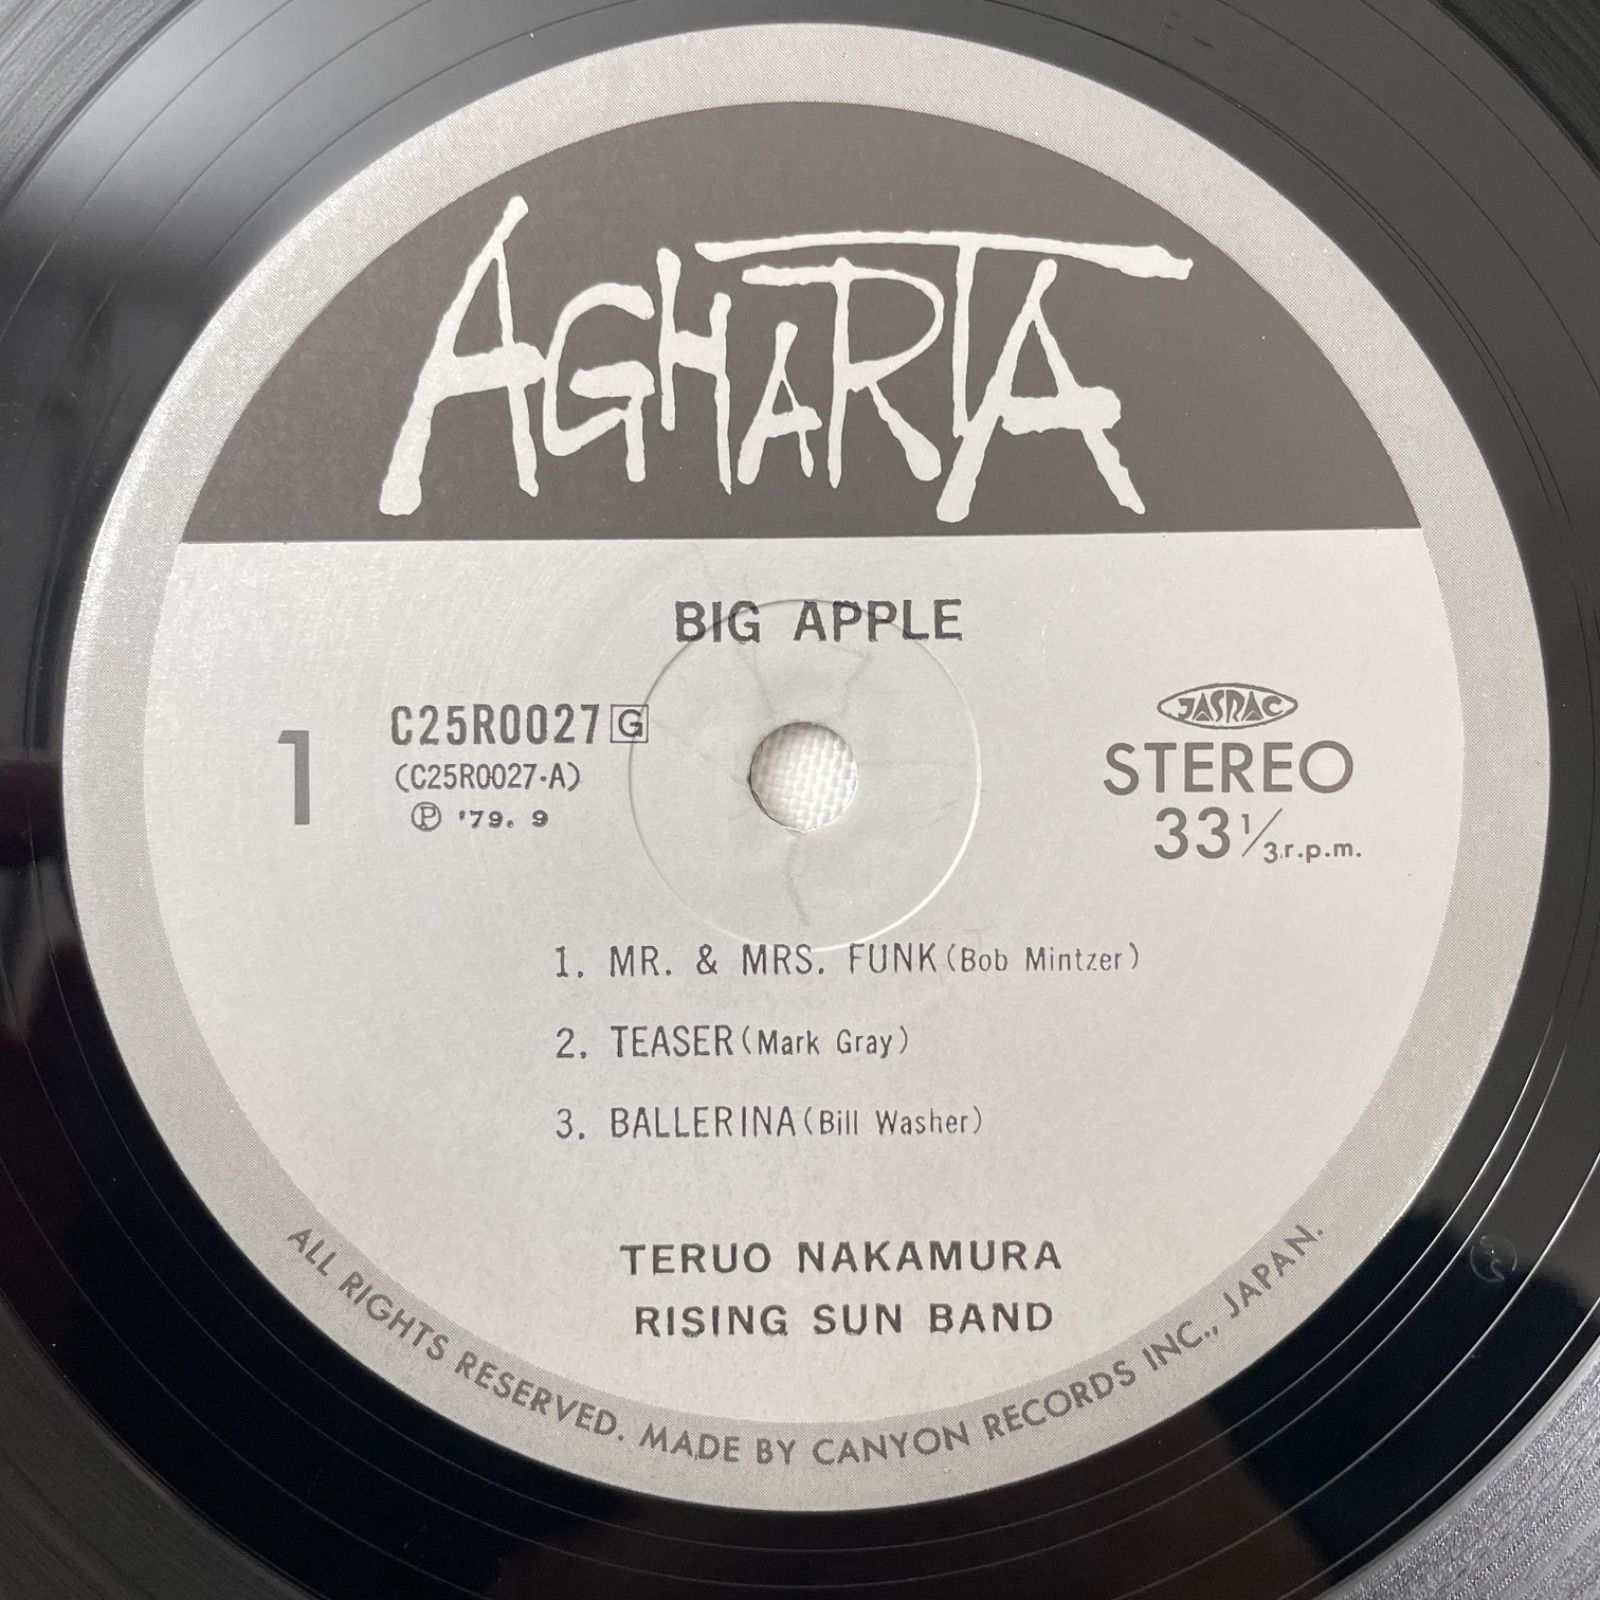 AGHARTA
BIG APPLE
1
C25R0027 G
(C25R0027-A)
Ⓟ '79. 9
JASRAC
STEREO
33 1/3 r.p.m.
1. MR. & MRS. FUNK (Bob Mintzer)
2. TEASER (Mark Gray)
3. BALLERINA (Bill Washer)
TERUO NAKAMURA
RISING SUN BAND
ALL RIGHTS RESERVED. MADE BY CANYON RECORDS INC., JAPAN.